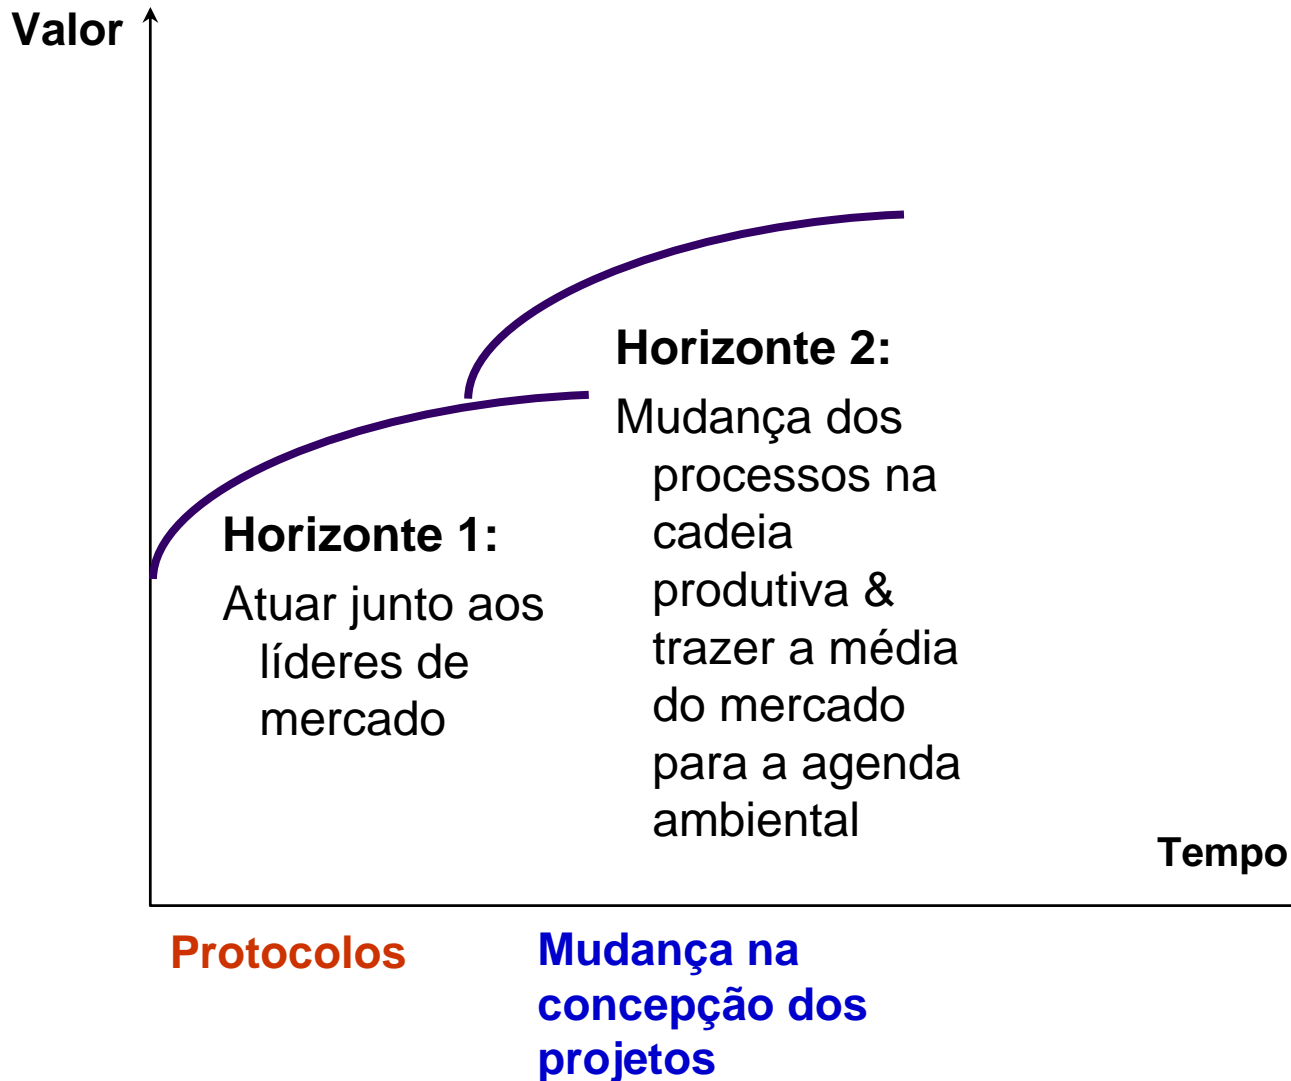 Valor
Horizonte 1:
Atuar junto aos
líderes de
mercado
Horizonte 2:
Mudança dos
processos na
cadeia
produtiva &
trazer a média
do mercado
para a agenda
ambiental
Tempo
Protocolos
Mudança na
concepção dos
projetos